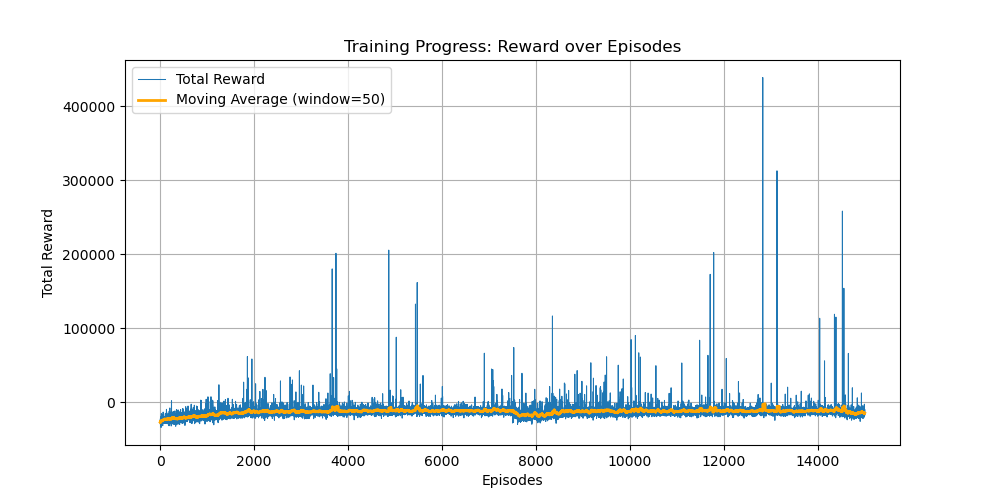 Training Progress: Reward over Episodes
Total Reward
Moving Average (window=50)
400000
300000
200000
100000
0
Total Reward
0 2000 4000 6000 8000 10000 12000 14000
Episodes